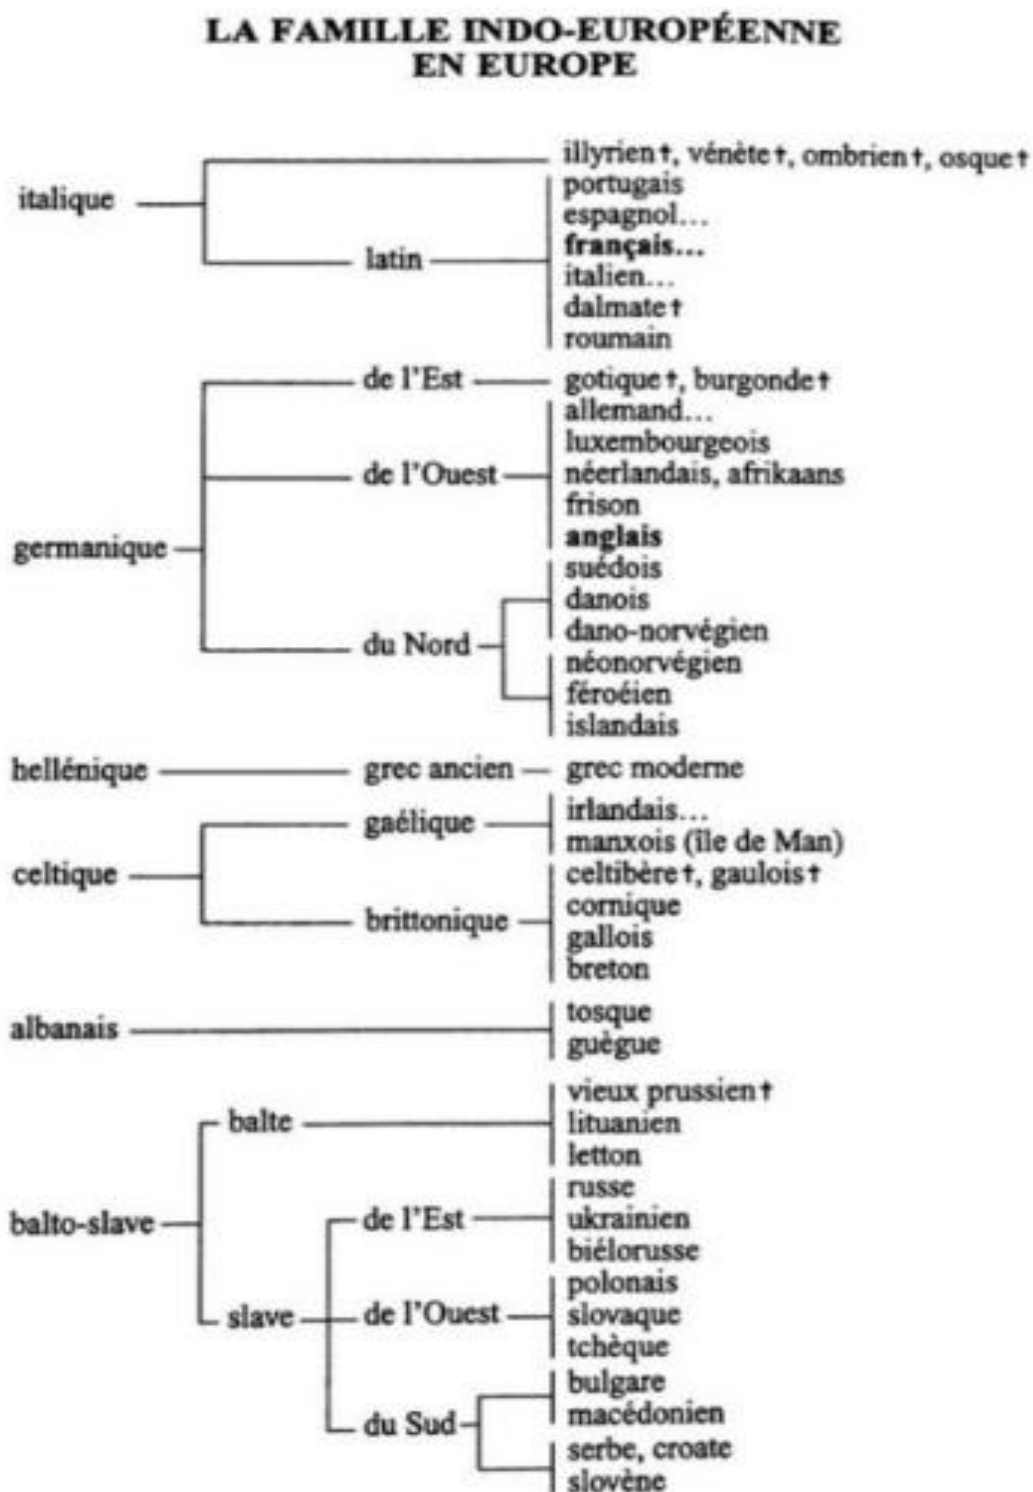 LA FAMILLE INDO-EUROPÉENNE
EN EUROPE
illyrien†, vénète†, ombrien†, osque†
italique
portugais
espagnol...
français...
latin
italien...
dalmate†
roumain
de l'Est
gotique†, burgonde†
allemand...
luxembourgeois
de l'Ouest
néerlandais, afrikaans
frison
anglais
germanique
suédois
danois
dano-norvégien
du Nord
néonorvégien
féroéien
islandais
hellénique
grec ancien
grec moderne
gaélique
irlandais...
manxois (île de Man)
celtique
celtibère†, gaulois†
cornique
brittonique
gallois
breton
albanais
tosque
guègue
vieux prussien†
balte
lituanien
letton
balto-slave
russe
de l'Est
ukrainien
biélorusse
slave
polonais
de l'Ouest
slovaque
tchèque
bulgare
du Sud
macédonien
serbe, croate
slovène